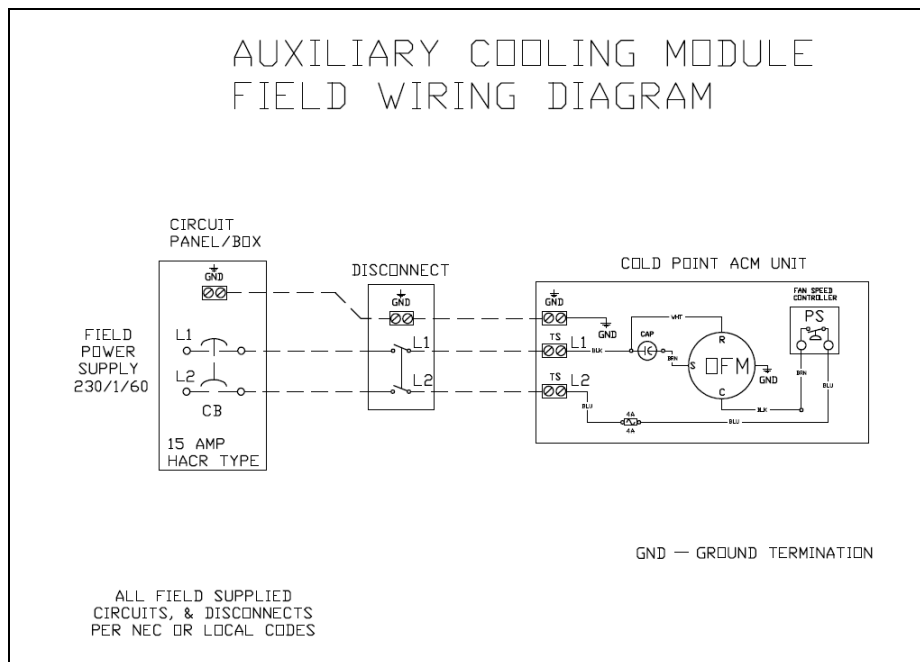 AUXILIARY COOLING MODULE
FIELD WIRING DIAGRAM
CIRCUIT
PANEL/BOX
GND
L1
L2
CB
15 AMP
HACR TYPE
FIELD
POWER
SUPPLY
230/1/60
DISCONNECT
GND
L1
L2
COLD POINT ACM UNIT
GND
GND
TS
L1
BLK
TS
L2
BLU
WHT
CAP
BRN
R
S
OFM
C
GND
BLK
4A
4A
BLU
FAN SPEED
CONTROLLER
PS
BRN
BLU
GND — GROUND TERMINATION
ALL FIELD SUPPLIED
CIRCUITS, & DISCONNECTS
PER NEC OR LOCAL CODES